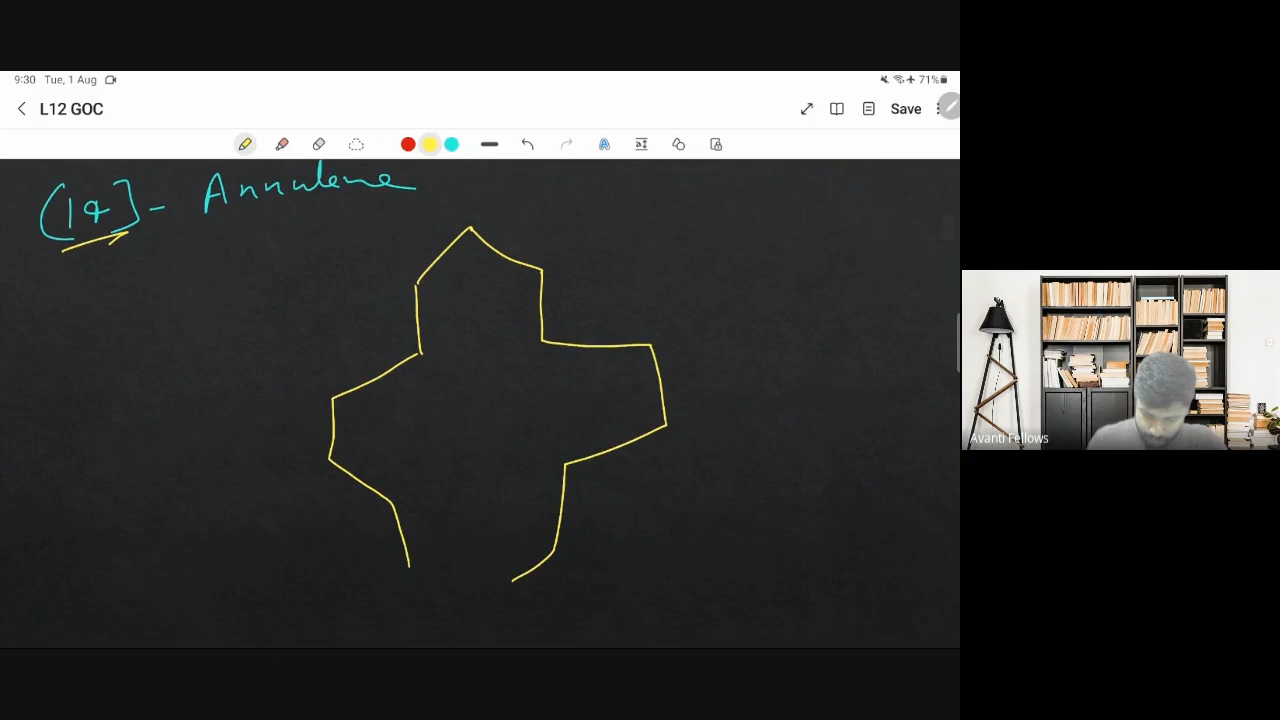 9:30 Tue, 1 Aug 71%
L12 GOC Save
(14] - Annulene
Avanti Fellows